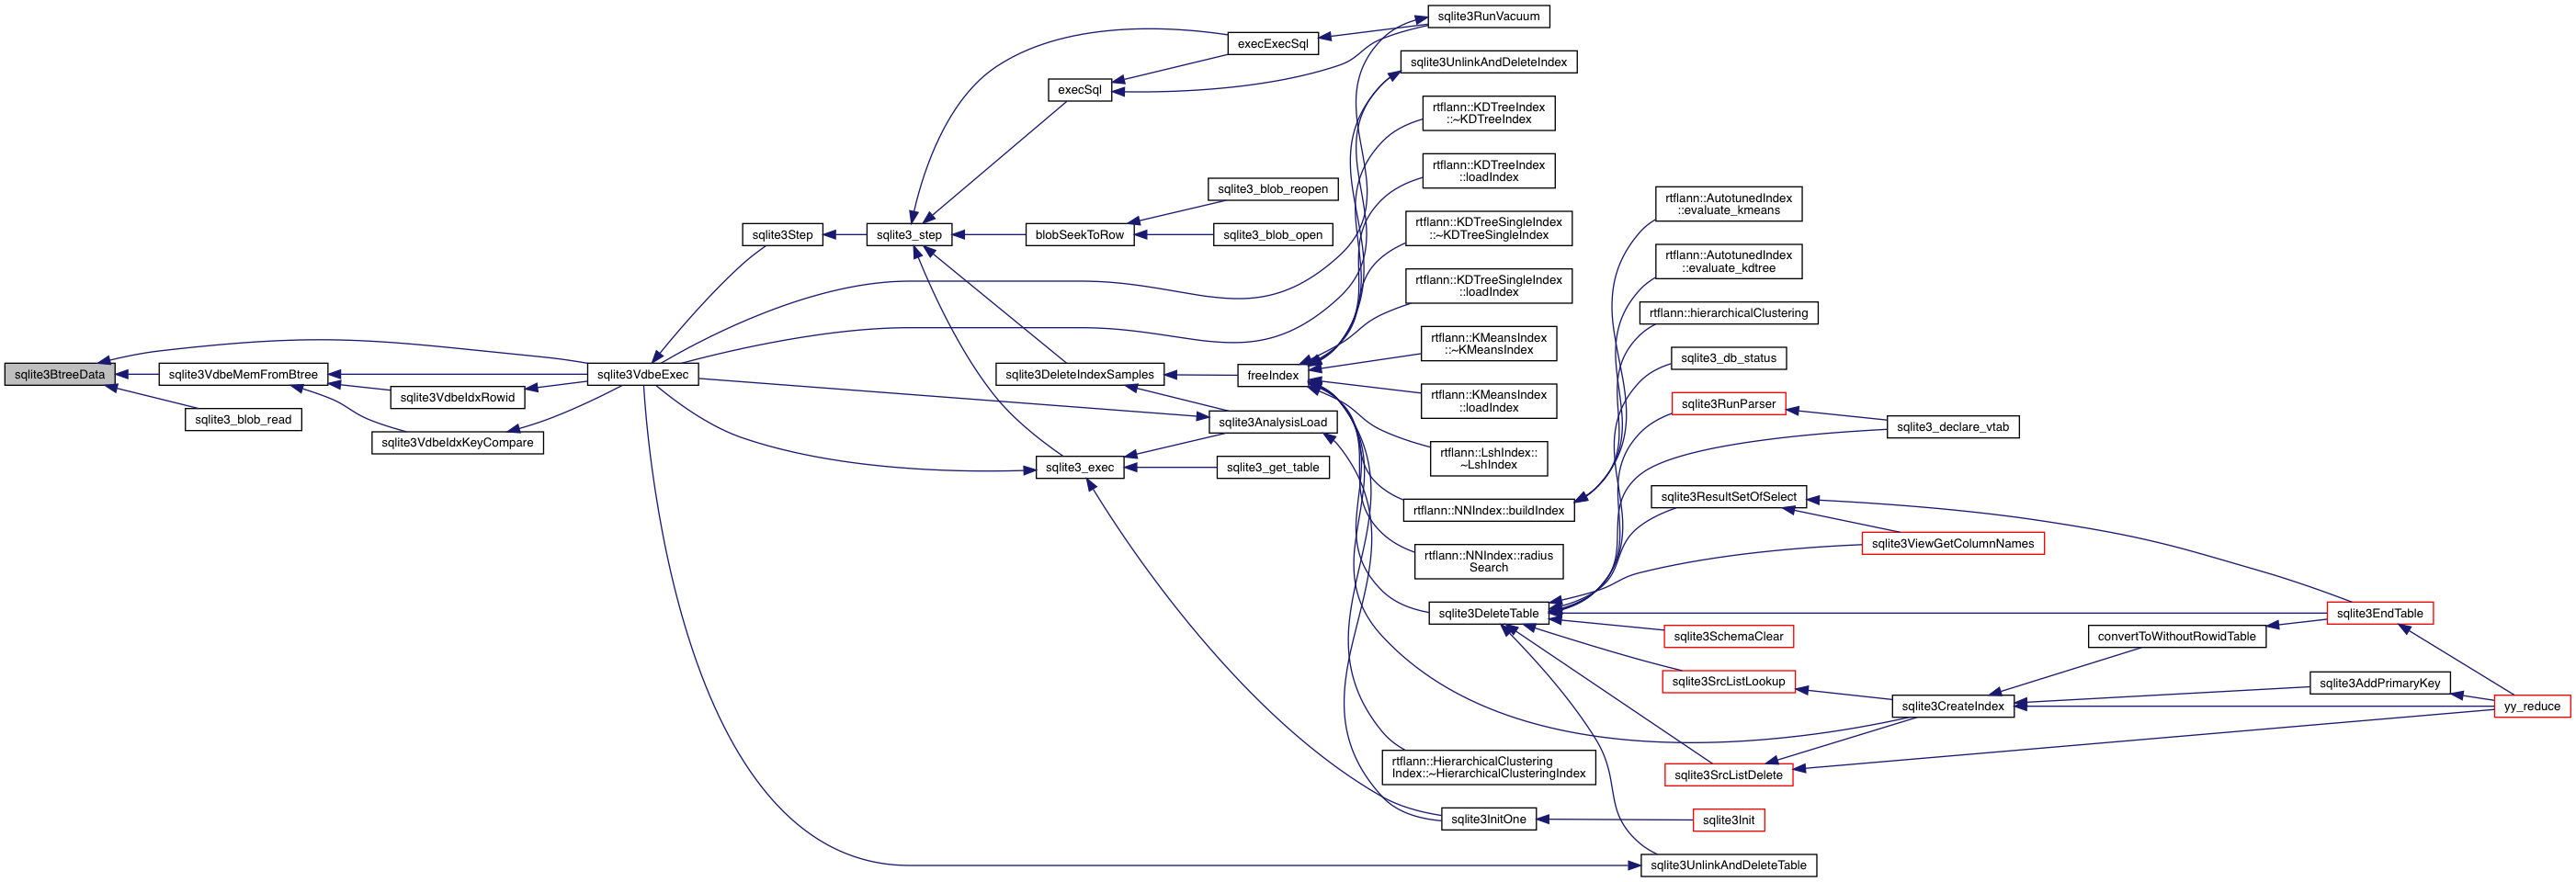 sqlite3BtreeData
sqlite3VdbeMemFromBtree
sqlite3_blob_read
sqlite3VdbeIdxRowid
sqlite3VdbeIdxKeyCompare
sqlite3VdbeExec
sqlite3Step
sqlite3_step
execSql
execExecSql
sqlite3RunVacuum
blobSeekToRow
sqlite3_blob_reopen
sqlite3_blob_open
sqlite3DeleteIndexSamples
sqlite3_exec
freeIndex
sqlite3AnalysisLoad
sqlite3_get_table
sqlite3UnlinkAndDeleteIndex
rtflann::KDTreeIndex
::~KDTreeIndex
rtflann::KDTreeIndex
::loadIndex
rtflann::KDTreeSingleIndex
::~KDTreeSingleIndex
rtflann::KDTreeSingleIndex
::loadIndex
rtflann::KMeansIndex
::~KMeansIndex
rtflann::KMeansIndex
::loadIndex
rtflann::LshIndex::
~LshIndex
rtflann::NNIndex::buildIndex
rtflann::NNIndex::radius
Search
sqlite3DeleteTable
rtflann::HierarchicalClustering
Index::~HierarchicalClusteringIndex
sqlite3InitOne
rtflann::AutotunedIndex
::evaluate_kmeans
rtflann::AutotunedIndex
::evaluate_kdtree
rtflann::hierarchicalClustering
sqlite3_db_status
sqlite3RunParser
sqlite3_declare_vtab
sqlite3ResultSetOfSelect
sqlite3ViewGetColumnNames
sqlite3SchemaClear
sqlite3SrcListLookup
sqlite3SrcListDelete
sqlite3Init
sqlite3UnlinkAndDeleteTable
sqlite3CreateIndex
convertToWithoutRowidTable
sqlite3EndTable
sqlite3AddPrimaryKey
yy_reduce